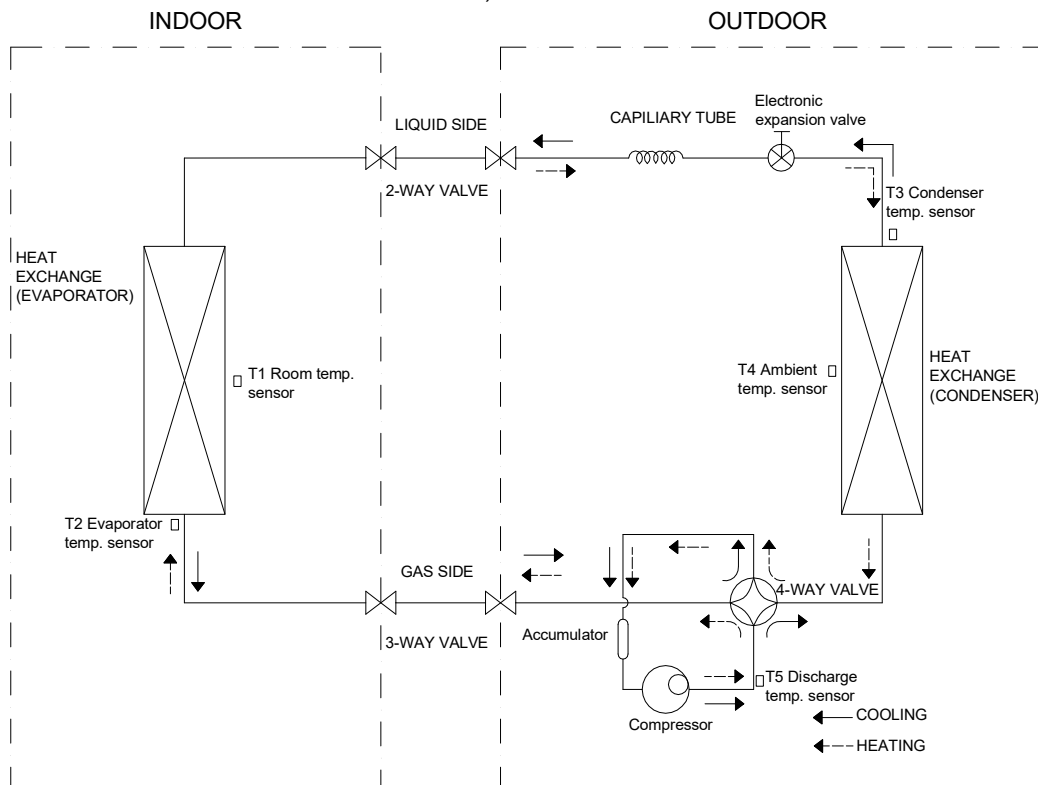 INDOOR
OUTDOOR
Electronic
expansion valve
CAPILIARY TUBE
LIQUID SIDE
2-WAY VALVE
T3 Condenser
temp. sensor
HEAT
EXCHANGE
(EVAPORATOR)
T1 Room temp.
sensor
T4 Ambient
temp. sensor
HEAT
EXCHANGE
(CONDENSER)
T2 Evaporator
temp. sensor
GAS SIDE
3-WAY VALVE
4-WAY VALVE
Accumulator
T5 Discharge
temp. sensor
Compressor
COOLING
HEATING